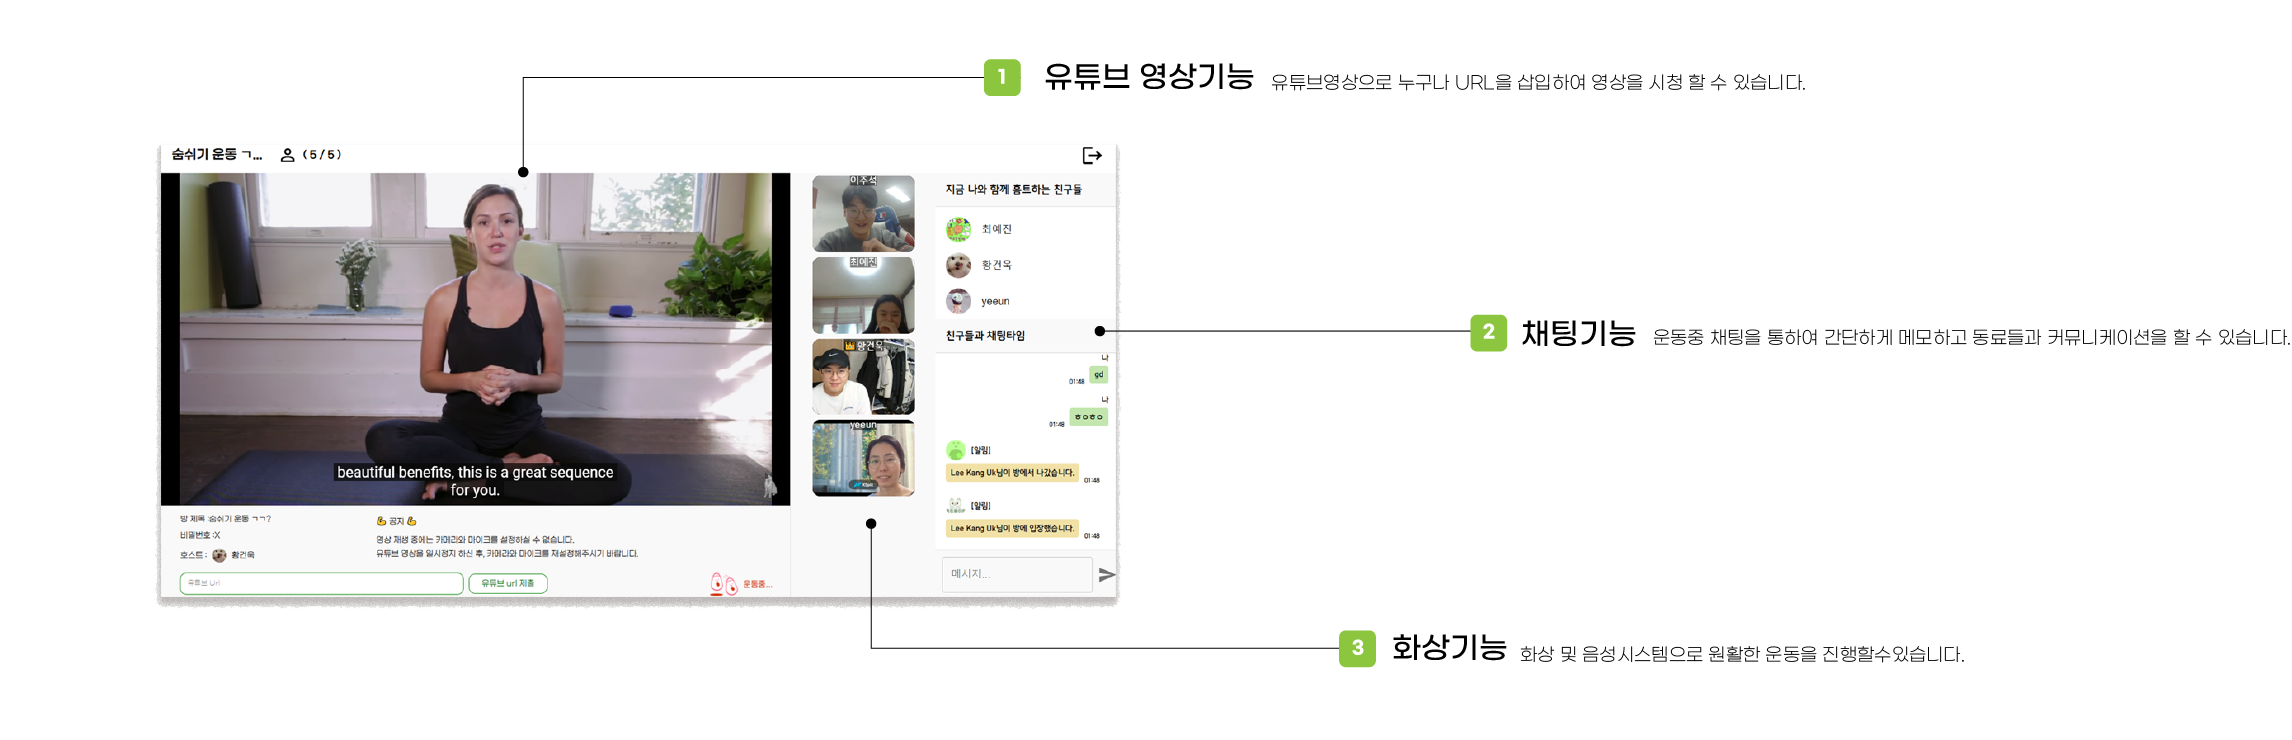 1 유튜브 영상기능 유튜브영상으로 누구나 URL을 삽입하여 영상을 시청 할 수 있습니다.
숨쉬기 운동 ㄱ... (5/5)
이주석
지금 나와 함께 홈트하는 친구들
최예진
황건욱
yeeun
최예진
친구들과 채팅타임
2 채팅기능 운동중 채팅을 통하여 간단하게 메모하고 동료들과 커뮤니케이션을 할 수 있습니다.
황건욱
나
gd
01:48
나
ㅎㅇㅎㅇ
01:48
yeeun
[알림]
Lee Kang Uk님이 방에서 나갔습니다.
01:48
[알림]
Lee Kang Uk님이 방에 입장했습니다.
01:48
beautiful benefits, this is a great sequence
for you.
방 제목 :숨쉬기 운동 ㄱㄱ?
비밀번호 :X
호스트 : 황건욱
공지
영상 재생 중에는 카메라와 마이크를 설정하실 수 없습니다.
유튜브 영상을 일시정지 하신 후, 카메라와 마이크를 재설정해주시기 바랍니다.
유튜브 Url
유튜브 url 제출
운동중...
메시지...
3 화상기능 화상 및 음성시스템으로 원활한 운동을 진행할수있습니다.